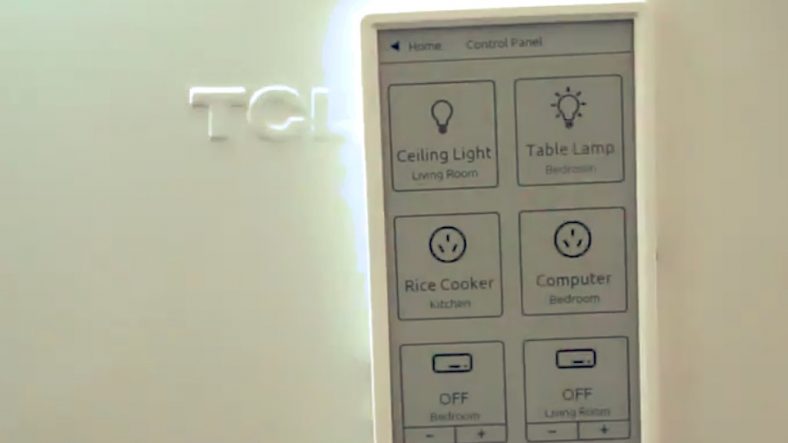 TCL
Home Control Panel
Ceiling Light
Living Room
Table Lamp
Bedroom
Rice Cooker
Kitchen
Computer
Bedroom
OFF
Bedroom
- +
OFF
Living Room
- +